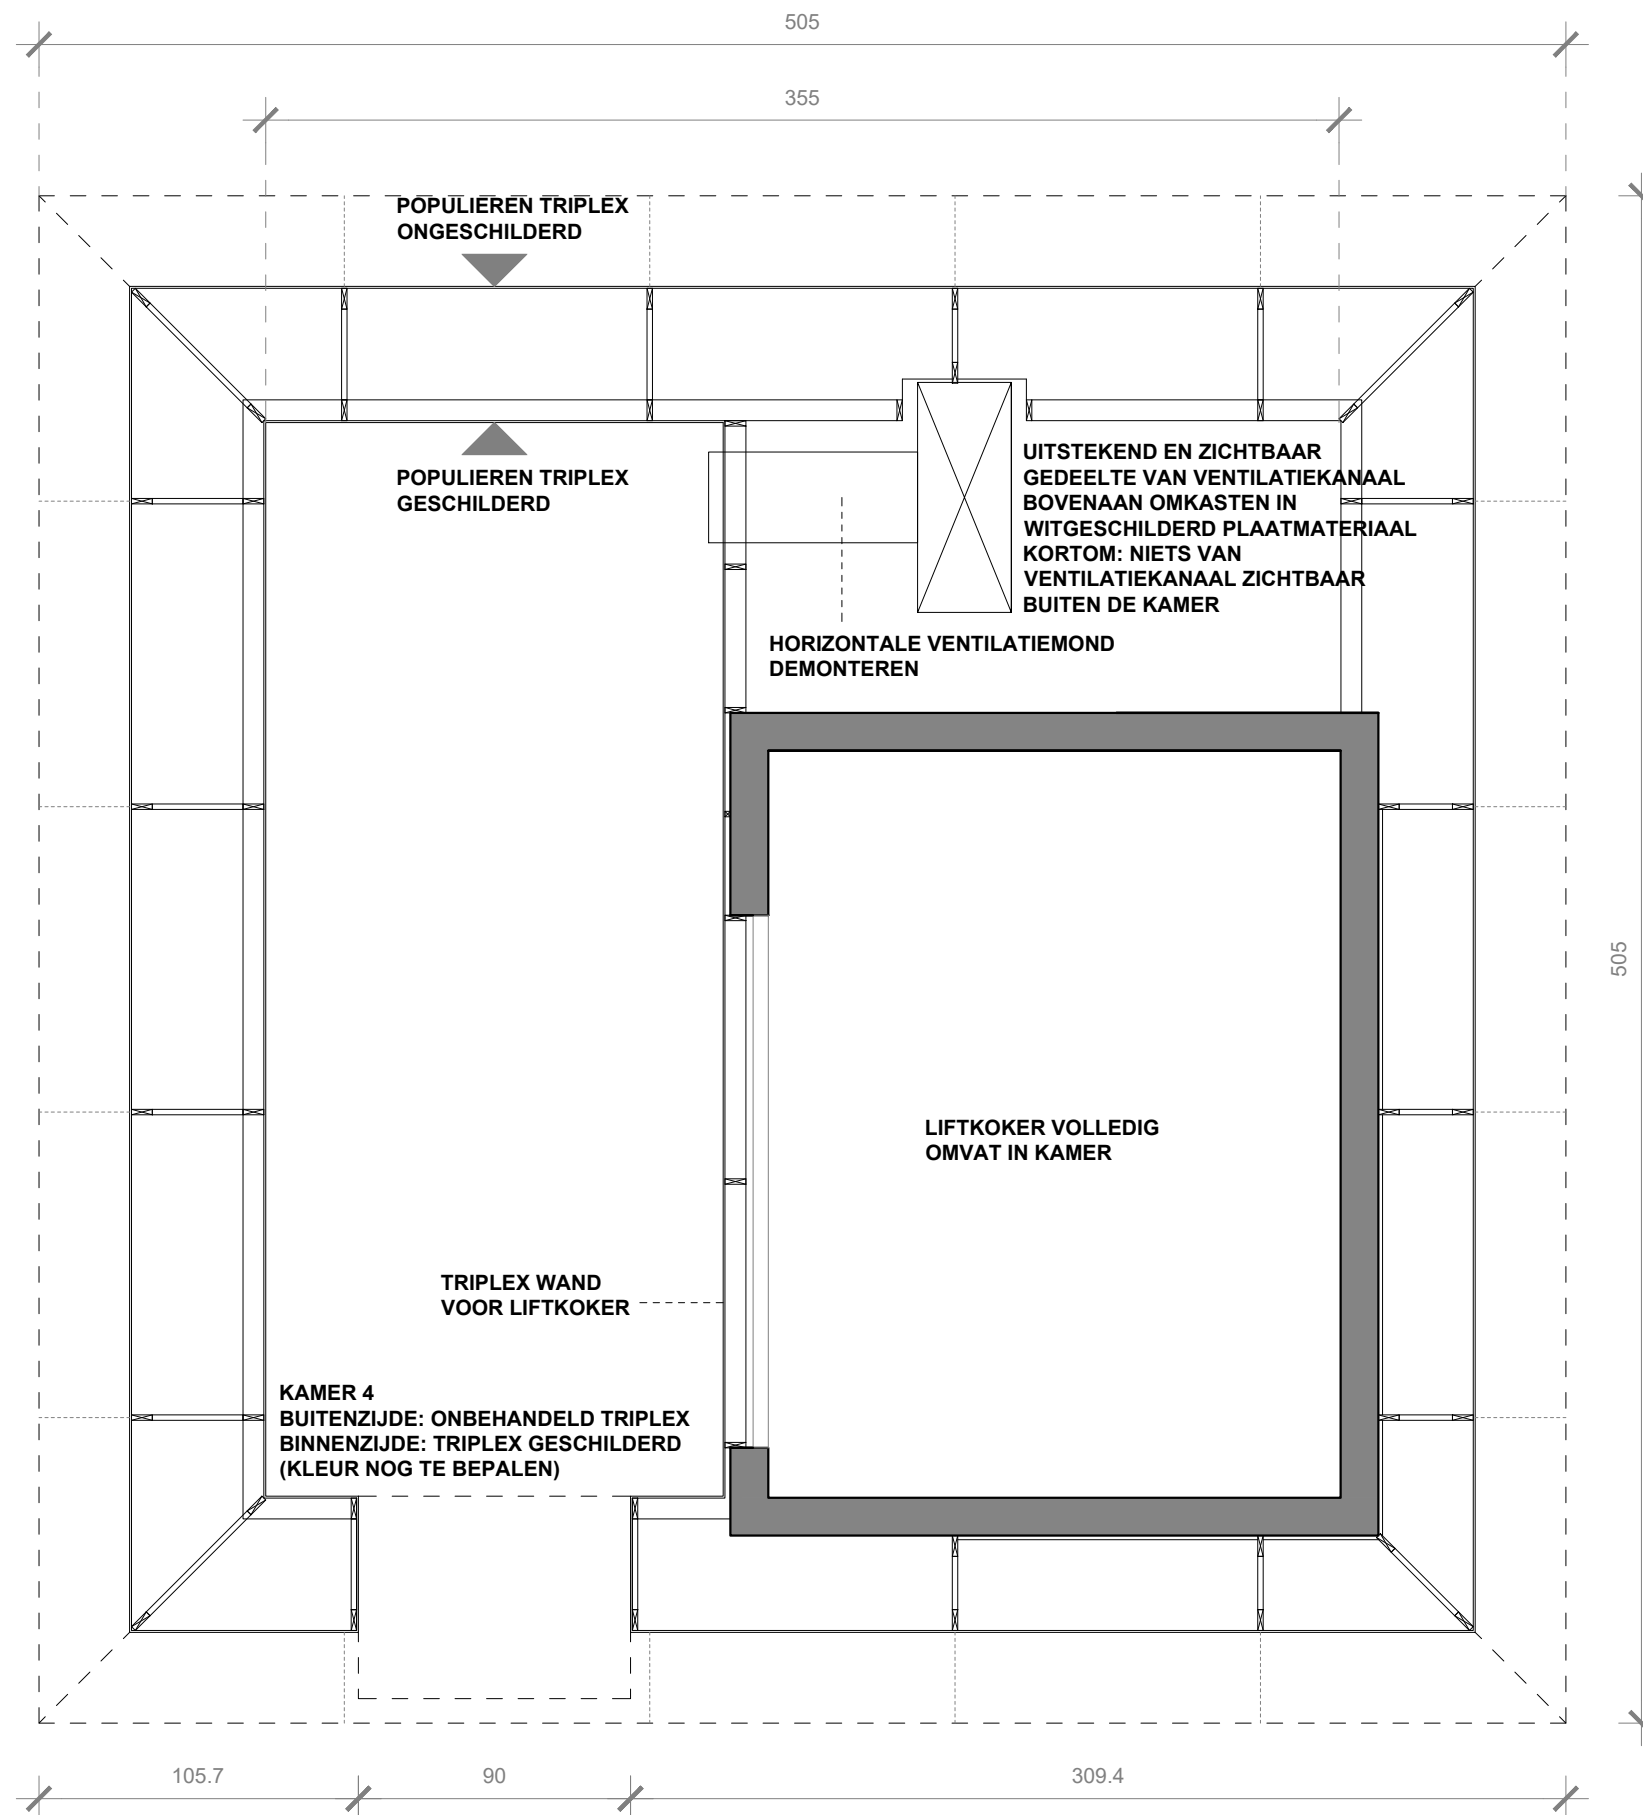 505
355
POPULIEREN TRIPLEX
ONGESCHILDERD
POPULIEREN TRIPLEX
GESCHILDERD
UITSTEKEND EN ZICHTBAAR
GEDEELTE VAN VENTILATIEKANAAL
BOVENAAN OMKASTEN IN
WITGESCHILDERD PLAATMATERIAAL
KORTOM: NIETS VAN
VENTILATIEKANAAL ZICHTBAAR
BUITEN DE KAMER
HORIZONTALE VENTILATIEMOND
DEMONTEREN
505
LIFTKOKER VOLLEDIG
OMVAT IN KAMER
TRIPLEX WAND
VOOR LIFTKOKER
KAMER 4
BUITENZIJDE: ONBEHANDELD TRIPLEX
BINNENZIJDE: TRIPLEX GESCHILDERD
(KLEUR NOG TE BEPALEN)
105.7
90
309.4